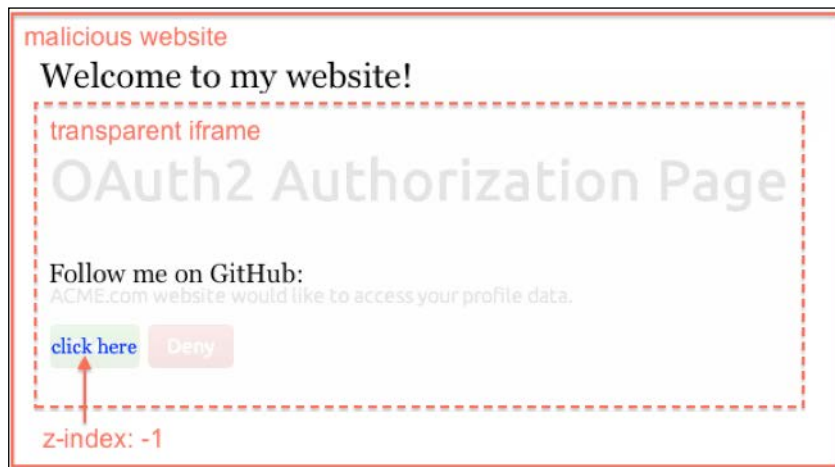 malicious website
Welcome to my website!
transparent iframe
OAuth2 Authorization Page
Follow me on GitHub:
ACME.com website would like to access your profile data.
click here Deny
z-index: -1